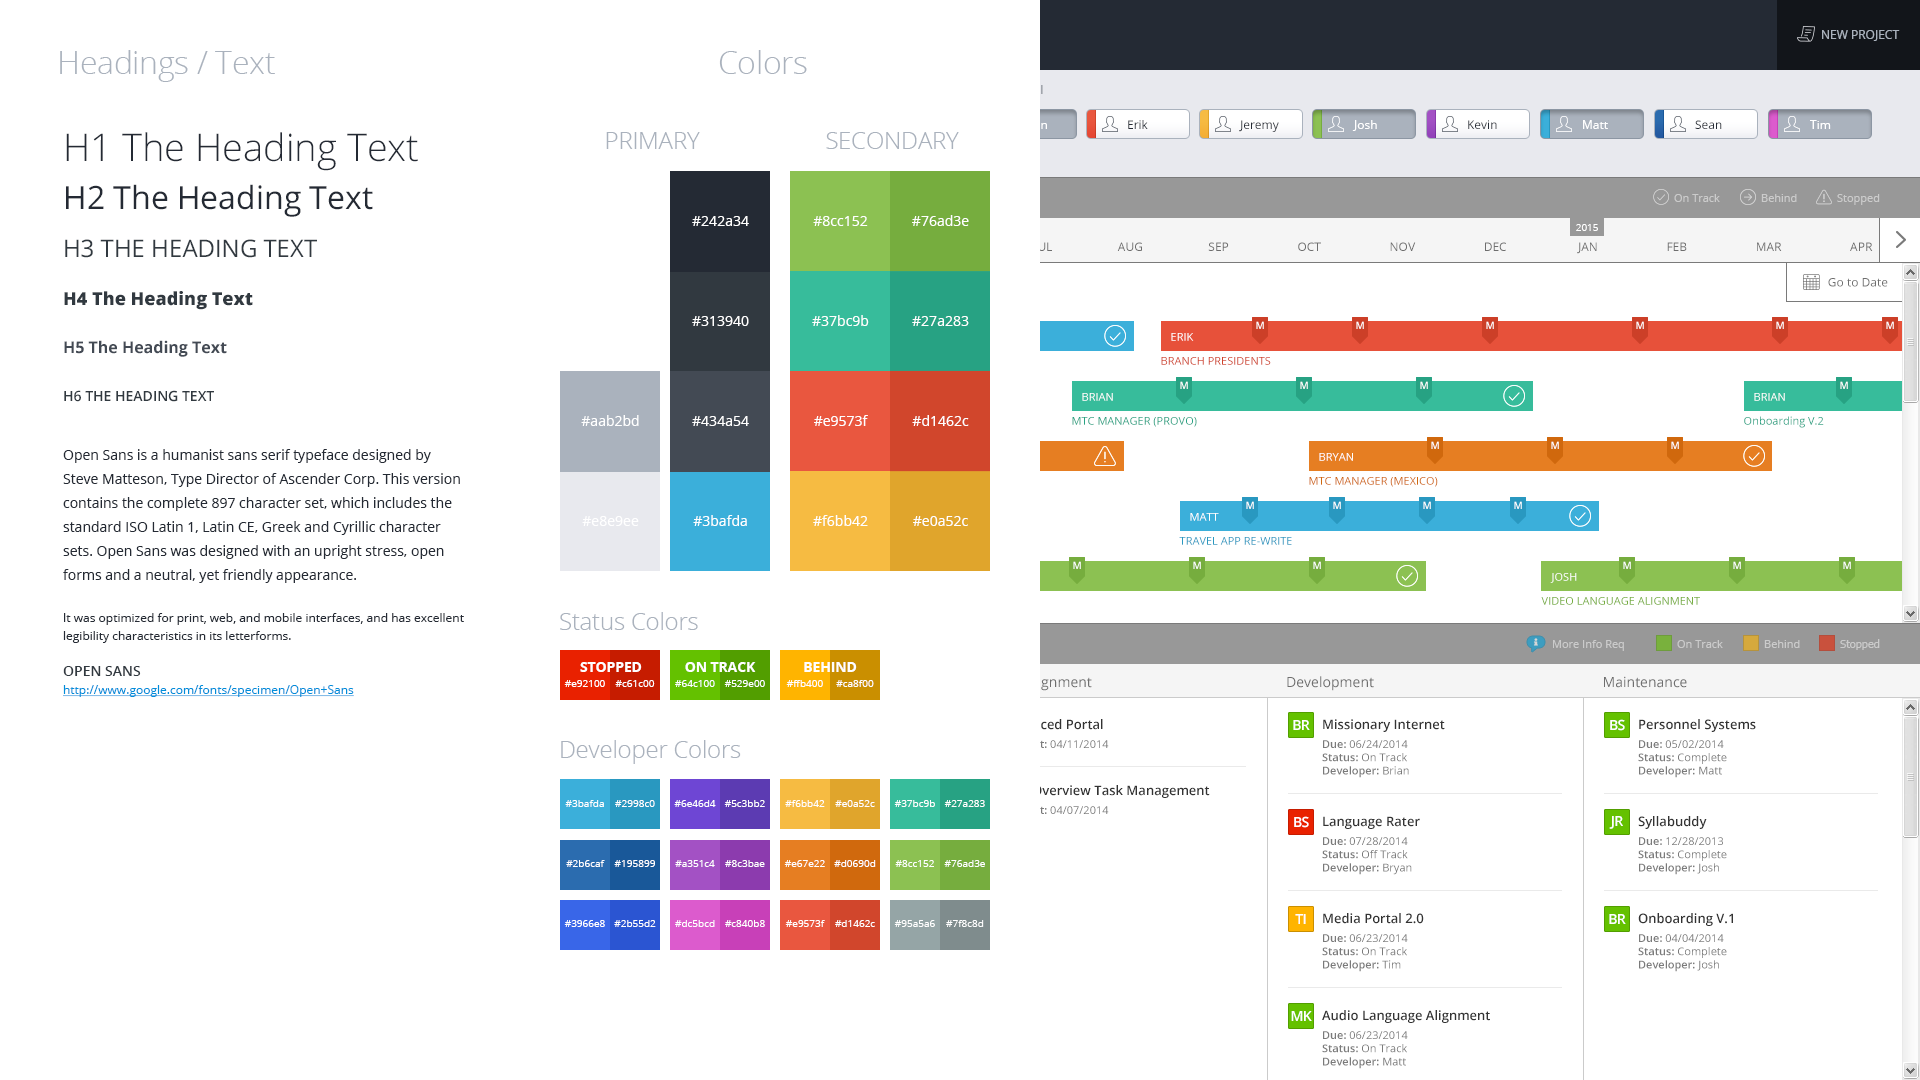 Headings / Text
H1 The Heading Text
H2 The Heading Text
H3 THE HEADING TEXT
H4 The Heading Text
H5 The Heading Text
H6 THE HEADING TEXT
Open Sans is a humanist sans serif typeface designed by
Steve Matteson, Type Director of Ascender Corp. This version
contains the complete 897 character set, which includes the
standard ISO Latin 1, Latin CE, Greek and Cyrillic character
sets. Open Sans was designed with an upright stress, open
forms and a neutral, yet friendly appearance.
It was optimized for print, web, and mobile interfaces, and has excellent
legibility characteristics in its letterforms.
OPEN SANS
http://www.google.com/fonts/specimen/Open+Sans
Colors
PRIMARY SECONDARY
#242a34 #8cc152 #76ad3e
#313940 #37bc9b #27a283
#aab2bd #434a54 #e9573f #d1462c
#e8e9ee #3bafda #f6bb42 #e0a52c
Status Colors
STOPPED ON TRACK BEHIND
#e92100 #c61c00 #64c100 #529e00 #ffb400 #ca8f00
Developer Colors
#3bafda #2998c0 #6e46d4 #5c3bb2 #f6bb42 #e0a52c #37bc9b #27a283
#2b6caf #195899 #a351c4 #8c3bae #e67e22 #d0690d #8cc152 #76ad3e
#3966e8 #2b55d2 #dc5bcd #c840b8 #e9573f #d1462c #95a5a6 #7f8c8d
NEW PROJECT
n Erik Jeremy Josh Kevin Matt Sean Tim
On Track Behind Stopped
2015
UL AUG SEP OCT NOV DEC JAN FEB MAR APR
Go to Date
ERIK M M M M M M
BRANCH PRESIDENTS
BRIAN M M M BRIAN M
MTC MANAGER (PROVO) Onboarding V.2
BRYAN M M M
MTC MANAGER (MEXICO)
MATT M M M M
TRAVEL APP RE-WRITE
M M M JOSH M M M
VIDEO LANGUAGE ALIGNMENT
More Info Req On Track Behind Stopped
gnment
ced Portal
t: 04/11/2014
Overview Task Management
t: 04/07/2014
Development
BR Missionary Internet
Due: 06/24/2014
Status: On Track
Developer: Brian
BS Language Rater
Due: 07/28/2014
Status: Off Track
Developer: Bryan
TI Media Portal 2.0
Due: 06/23/2014
Status: On Track
Developer: Tim
MK Audio Language Alignment
Due: 06/23/2014
Status: On Track
Developer: Matt
Maintenance
BS Personnel Systems
Due: 05/02/2014
Status: Complete
Developer: Matt
JR Syllabuddy
Due: 12/28/2013
Status: Complete
Developer: Josh
BR Onboarding V.1
Due: 04/04/2014
Status: Complete
Developer: Josh